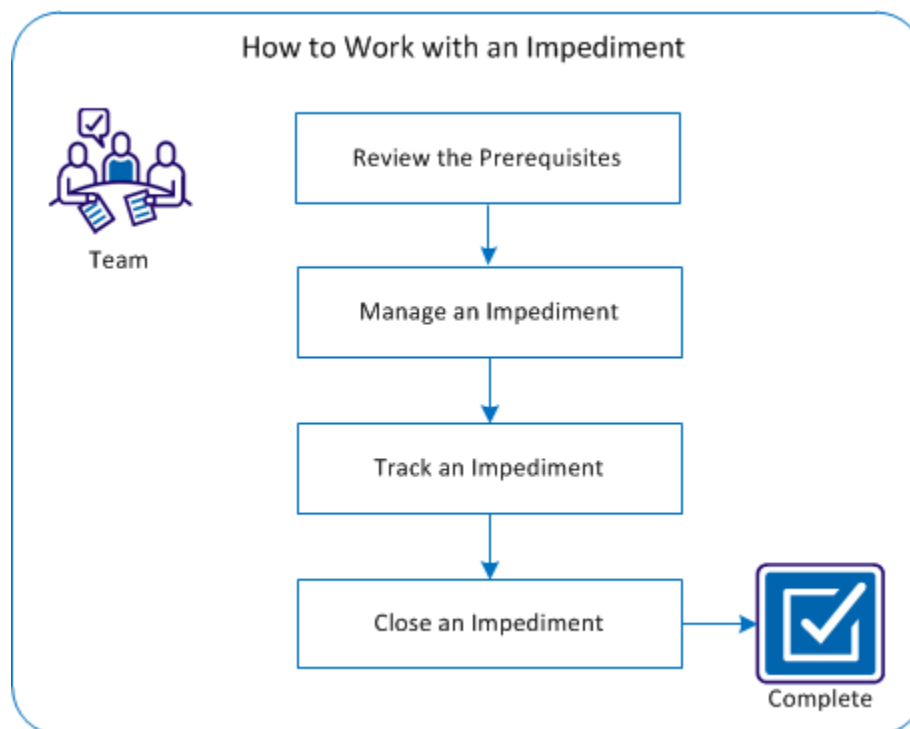 How to Work with an Impediment
Team
Review the Prerequisites
Manage an Impediment
Track an Impediment
Close an Impediment
Complete